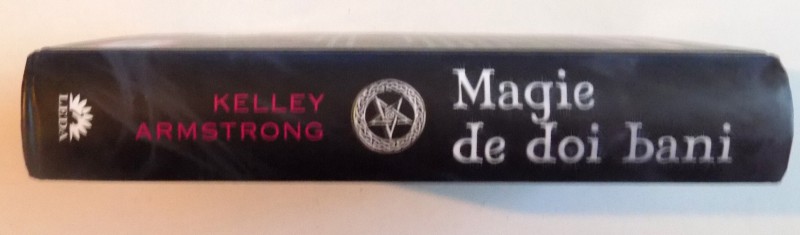 LEDA
KELLEY
ARMSTRONG
Magie
de doi bani